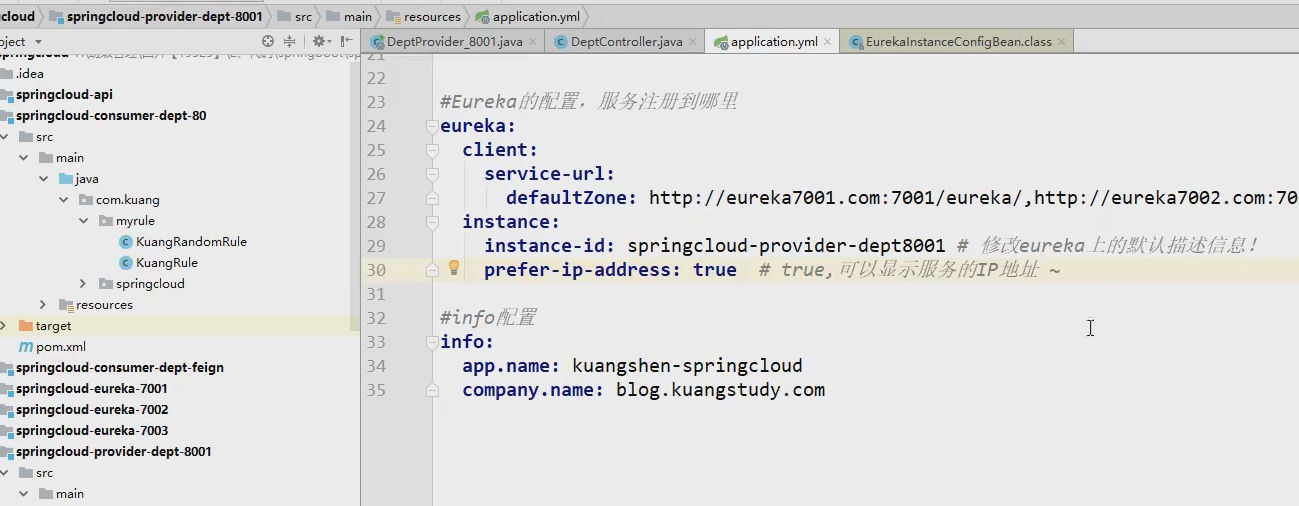 cloud springcloud-provider-dept-8001 src main resources application.yml
oject
DeptProvider_8001.java DeptController.java application.yml EurekaInstanceConfigBean.class
.idea
springcloud-api
springcloud-consumer-dept-80
src
main
java
com.kuang
myrule
KuangRandomRule
KuangRule
springcloud
resources
target
pom.xml
springcloud-consumer-dept-feign
springcloud-eureka-7001
springcloud-eureka-7002
springcloud-eureka-7003
springcloud-provider-dept-8001
src
main
21
22
23 #Eureka的配置，服务注册到哪里
24 eureka:
25 client:
26 service-url:
27 defaultZone: http://eureka7001.com:7001/eureka/,http://eureka7002.com:70
28 instance:
29 instance-id: springcloud-provider-dept8001 # 修改eureka上的默认描述信息！
30 prefer-ip-address: true # true,可以显示服务的IP地址 ~
31
32 #info配置
33 info:
34 app.name: kuangshen-springcloud
35 company.name: blog.kuangstudy.com